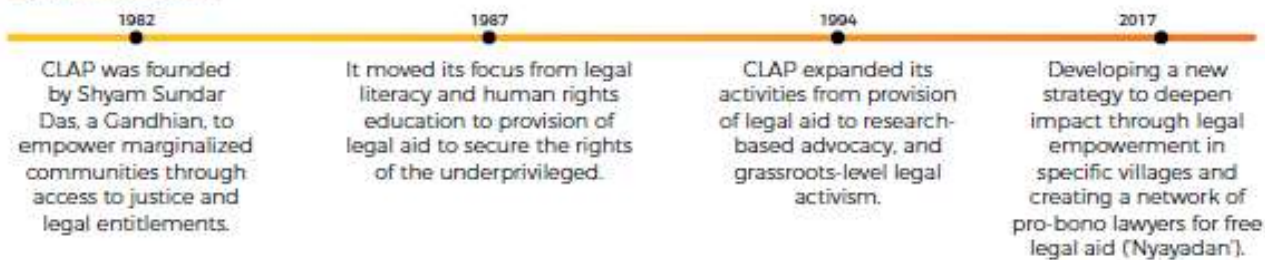 1982
CLAP was founded
by Shyam Sundar
Das, a Gandhian, to
empower marginalized
communities through
access to justice and
legal entitlements.
1987
It moved its focus from legal
literacy and human rights
education to provision of
legal aid to secure the rights
of the underprivileged.
1994
CLAP expanded its
activities from provision
of legal aid to research-
based advocacy, and
grassroots-level legal
activism.
2017
Developing a new
strategy to deepen
impact through legal
empowerment in
specific villages and
creating a network of
pro-bono lawyers for free
legal aid ('Nyayadan').